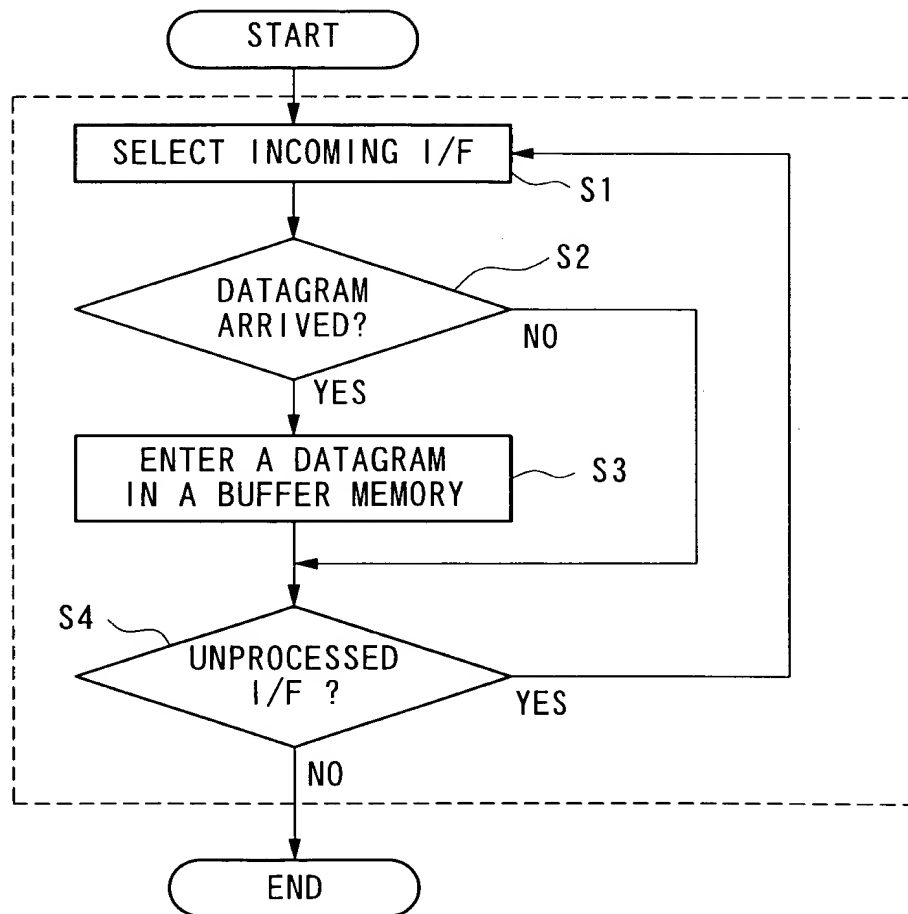 START
SELECT INCOMING I/F
S1
S2
DATAGRAM
ARRIVED?
NO
YES
ENTER A DATAGRAM
IN A BUFFER MEMORY
S3
S4
UNPROCESSED
I/F ?
YES
NO
END